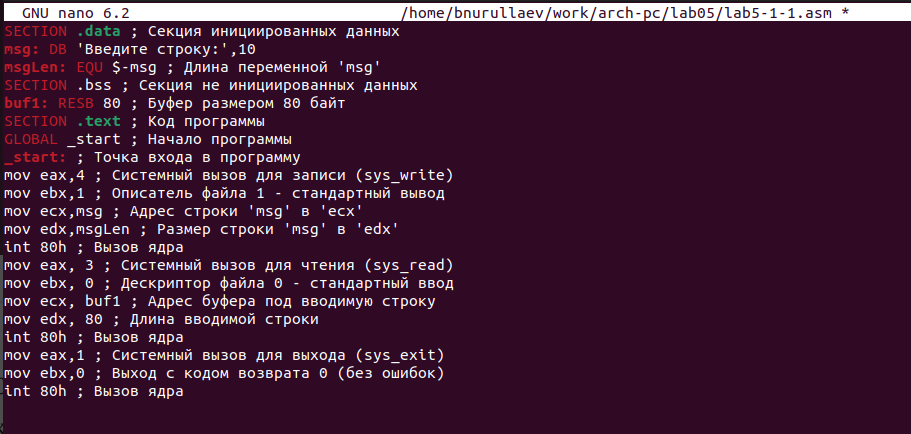 GNU nano 6.2 /home/bnurullaev/work/arch-pc/lab05/lab5-1-1.asm *
SECTION .data ; Секция инициированных данных
msg: DB 'Введите строку:',10
msgLen: EQU $-msg ; Длина переменной 'msg'
SECTION .bss ; Секция не инициированных данных
buf1: RESB 80 ; Буфер размером 80 байт
SECTION .text ; Код программы
GLOBAL _start ; Начало программы
_start: ; Точка входа в программу
mov eax,4 ; Системный вызов для записи (sys_write)
mov ebx,1 ; Описатель файла 1 - стандартный вывод
mov ecx,msg ; Адрес строки 'msg' в 'ecx'
mov edx,msgLen ; Размер строки 'msg' в 'edx'
int 80h ; Вызов ядра
mov eax, 3 ; Системный вызов для чтения (sys_read)
mov ebx, 0 ; Дескриптор файла 0 - стандартный ввод
mov ecx, buf1 ; Адрес буфера под вводимую строку
mov edx, 80 ; Длина вводимой строки
int 80h ; Вызов ядра
mov eax,1 ; Системный вызов для выхода (sys_exit)
mov ebx,0 ; Выход с кодом возврата 0 (без ошибок)
int 80h ; Вызов ядра